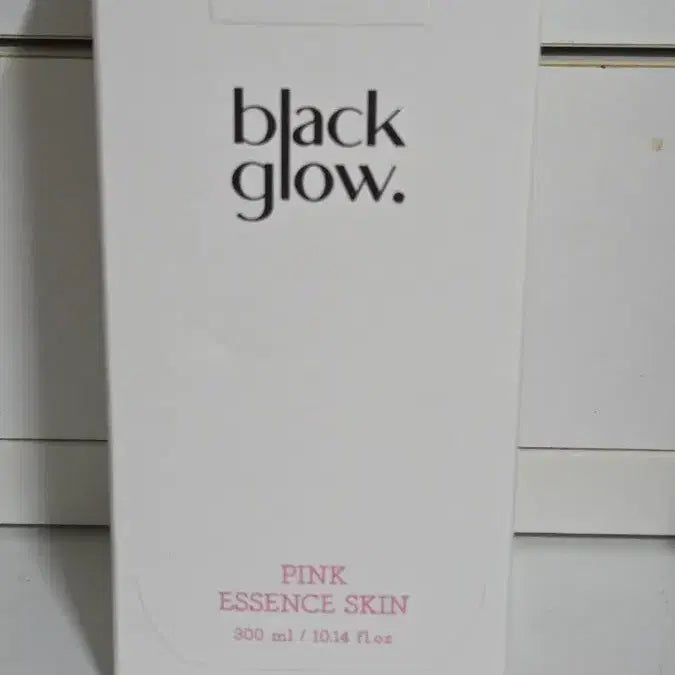 black
glow.
PINK
ESSENCE SKIN
300 ml / 10.14 fl oz